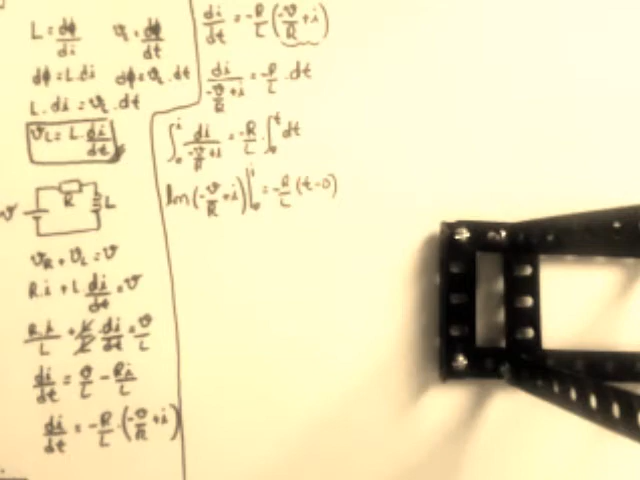 L = dϕ/di    v_L = dϕ/dt
dϕ = L.di    dϕ = v_L.dt
L.di = v_L.dt
v_L = L.di/dt
v R L
v_R + v_L = v
R.i + L di/dt = v
R.i/L + L/L.di/dt = v/L
di/dt = v/L - Ri/L
di/dt = -R/L.(-v/R + i)
di/dt = -R/L(-v/R + i)
di/(-v/R + i) = -R/L.dt
∫₀ⁱ di/(-v/R + i) = -R/L.∫₀ᵗ dt
ln(-v/R + i)|₀ⁱ = -R/L(t-0)